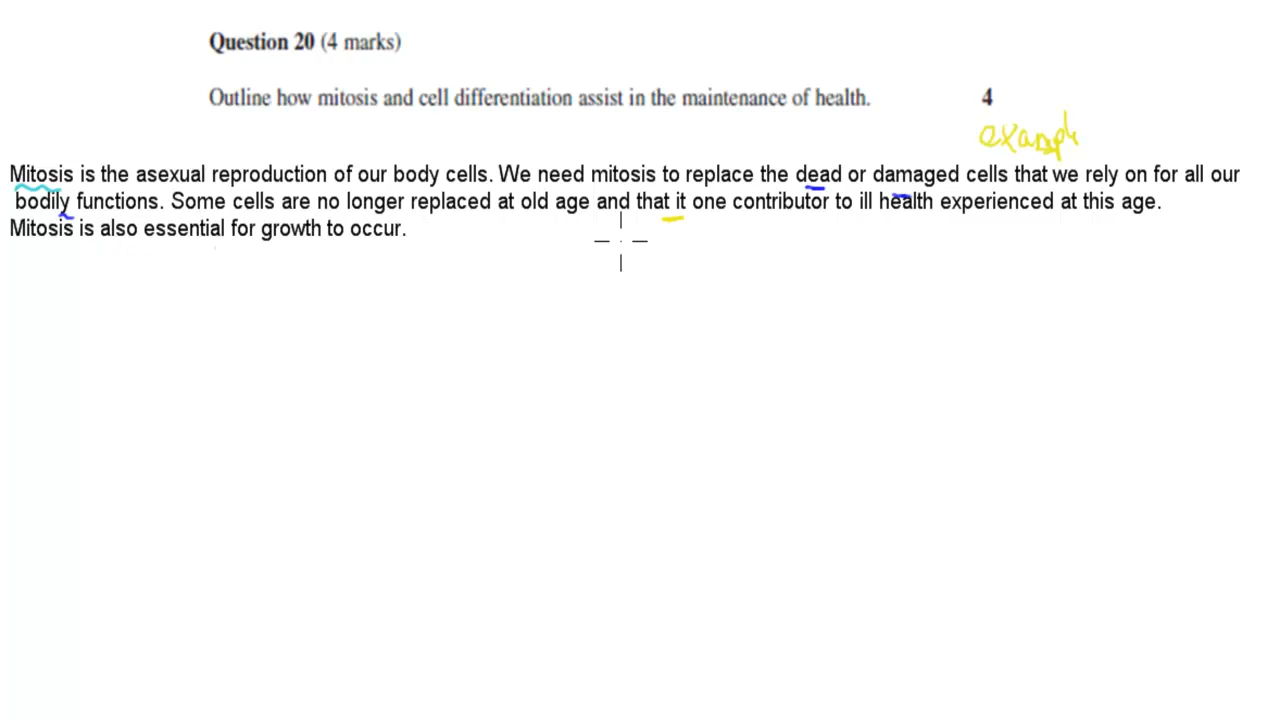 Question 20 (4 marks)
Outline how mitosis and cell differentiation assist in the maintenance of health. 4
example
Mitosis is the asexual reproduction of our body cells. We need mitosis to replace the dead or damaged cells that we rely on for all our
bodily functions. Some cells are no longer replaced at old age and that it one contributor to ill health experienced at this age.
Mitosis is also essential for growth to occur.